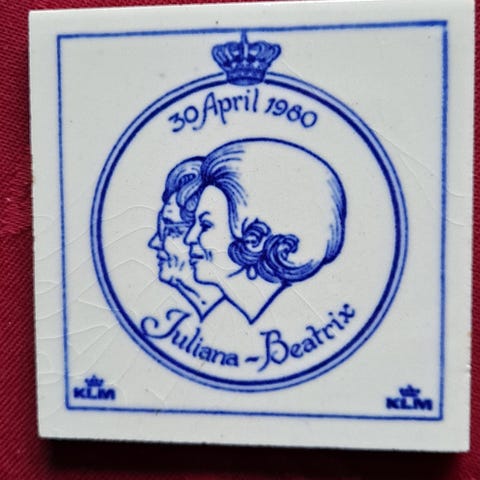 30 April 1980
Juliana - Beatrix
KLM
KLM